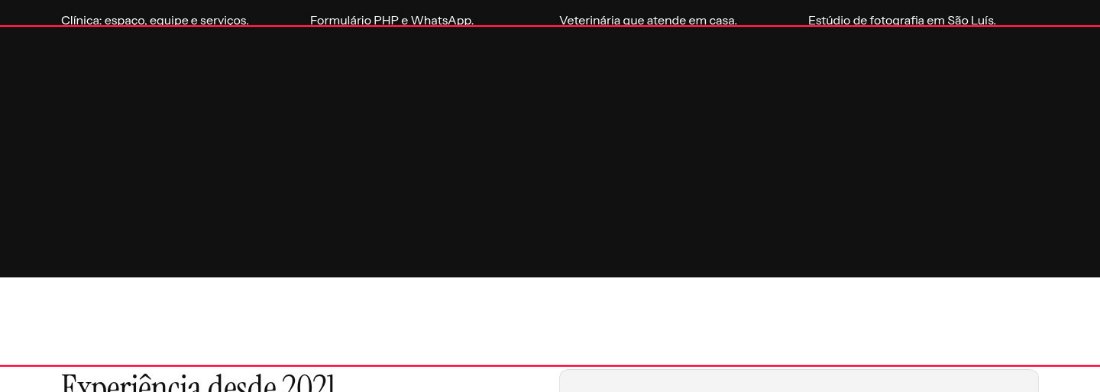 Clínica: espaço, equipe e serviços.
Formulário PHP e WhatsApp.
Veterinária que atende em casa.
Estúdio de fotografia em São Luís.
Experiência desde 2021